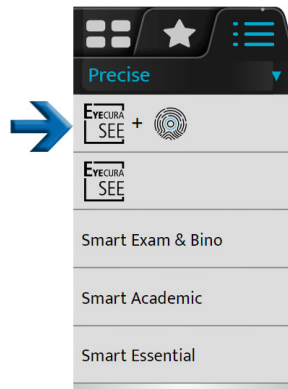 Precise
EYECURA
SEE +
EYECURA
SEE
Smart Exam & Bino
Smart Academic
Smart Essential